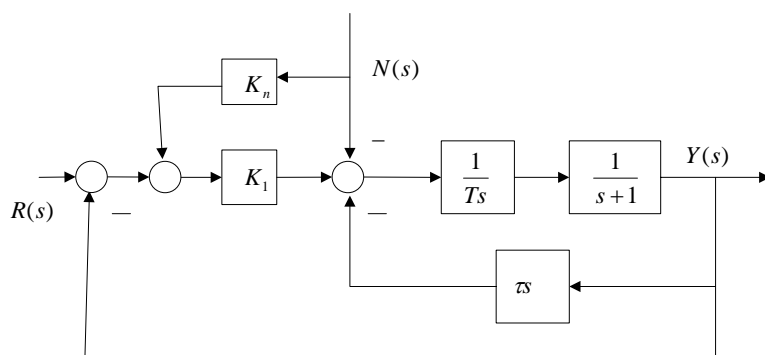 N(s)
K_n
R(s)
—
K_1
—
—
1
Ts
1
s+1
Y(s)
τs